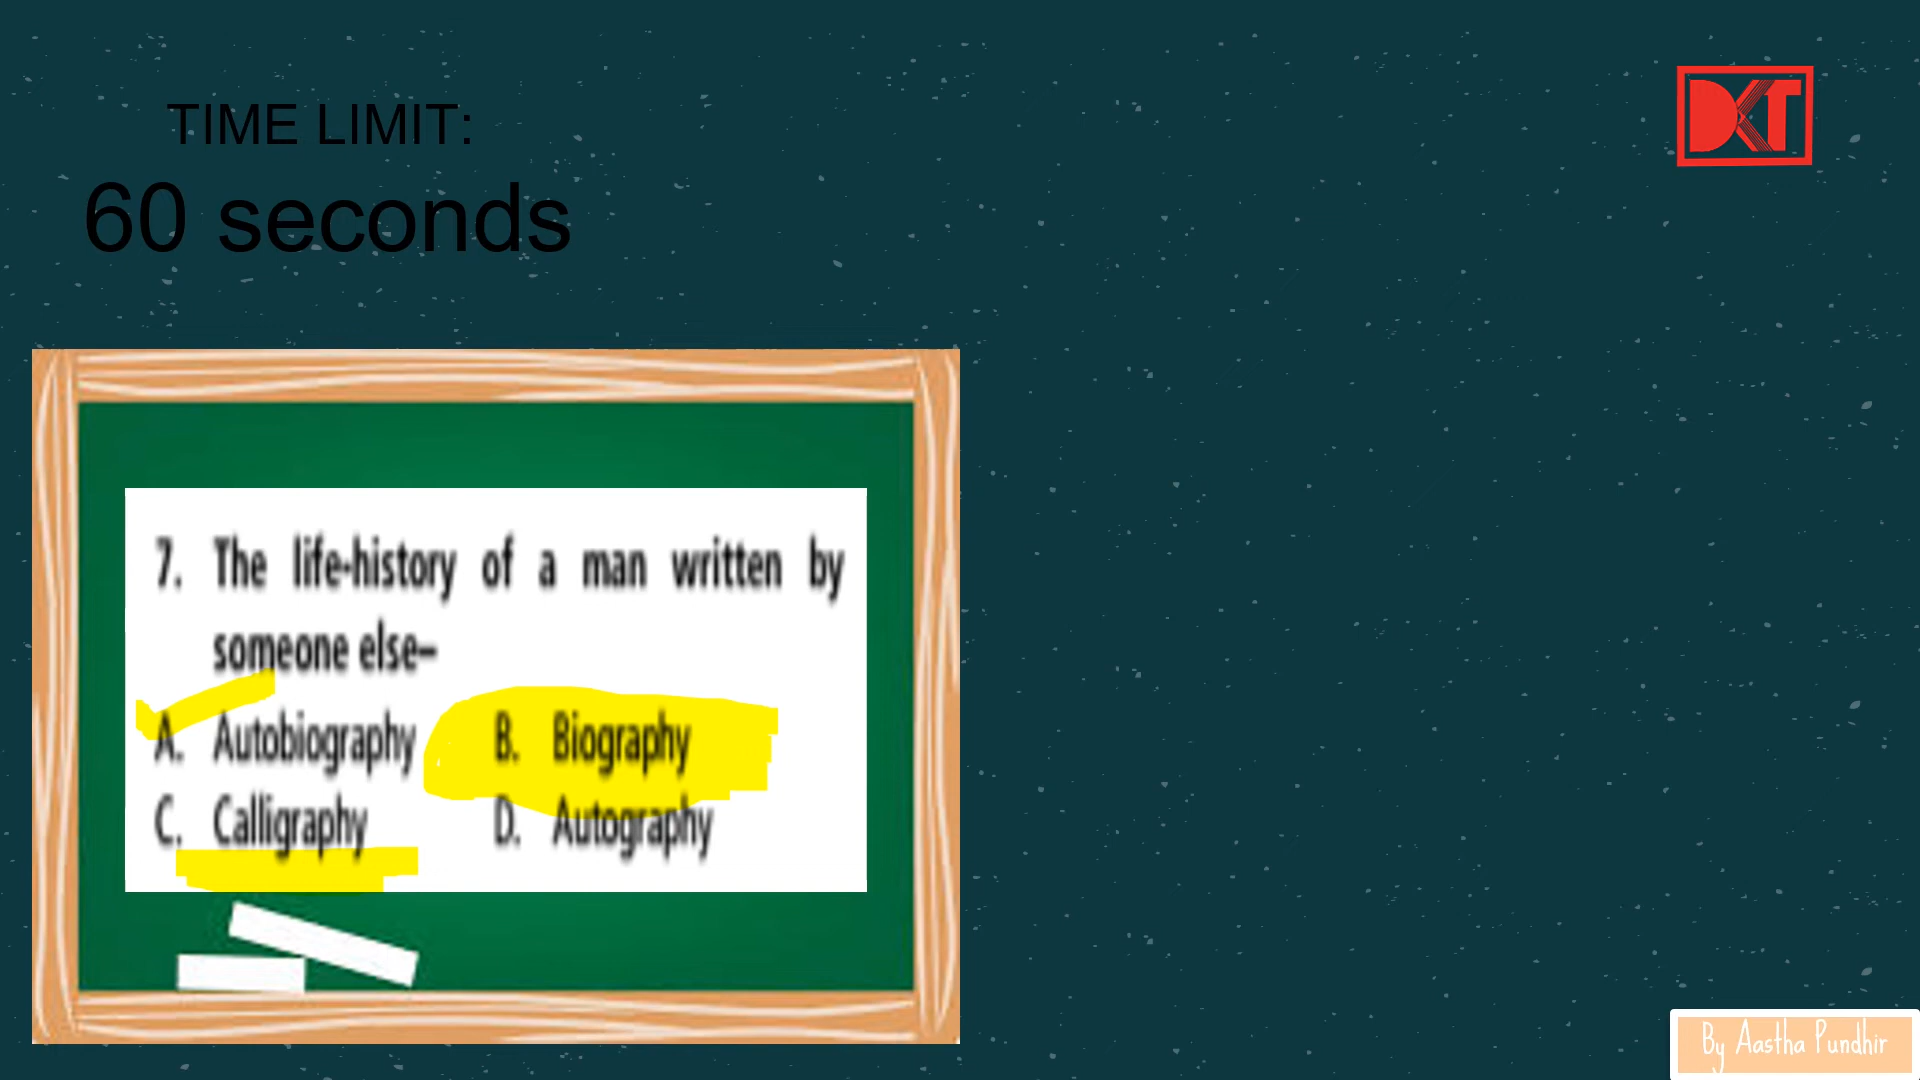 TIME LIMIT:
60 seconds
DKT
7. The life-history of a man written by
someone else–
A. Autobiography B. Biography
C. Calligraphy D. Autography
By Aastha Pundhir